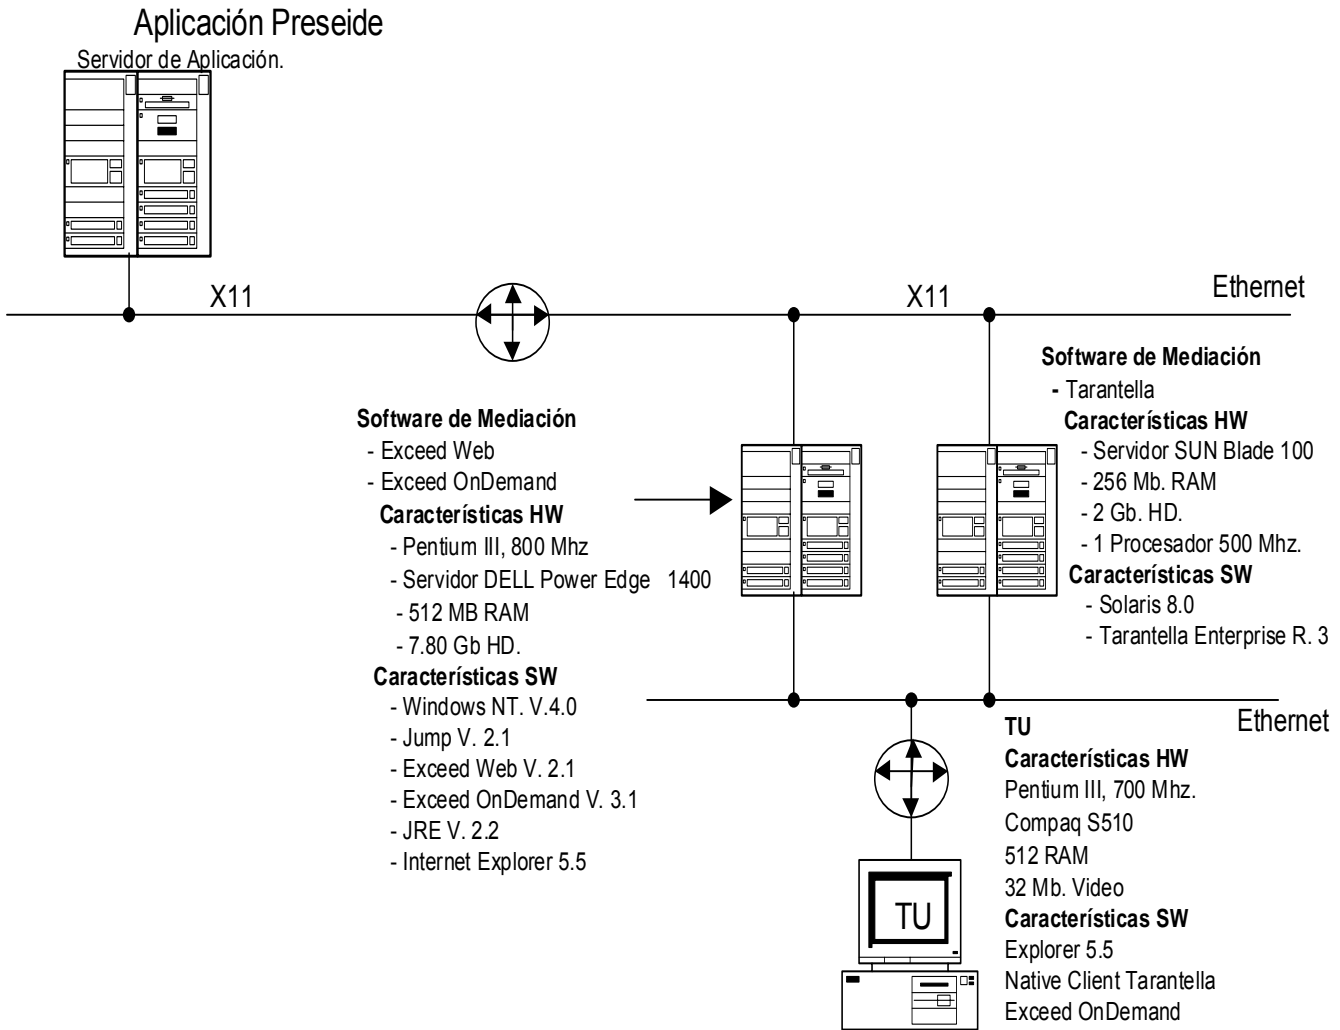 Aplicación Preseide
Servidor de Aplicación.
X11
X11
Ethernet
Software de Mediación
- Exceed Web
- Exceed OnDemand
Características HW
- Pentium III, 800 Mhz
- Servidor DELL Power Edge 1400
- 512 MB RAM
- 7.80 Gb HD.
Características SW
- Windows NT. V.4.0
- Jump V. 2.1
- Exceed Web V. 2.1
- Exceed OnDemand V. 3.1
- JRE V. 2.2
- Internet Explorer 5.5
Software de Mediación
- Tarantella
Características HW
- Servidor SUN Blade 100
- 256 Mb. RAM
- 2 Gb. HD.
- 1 Procesador 500 Mhz.
Características SW
- Solaris 8.0
- Tarantella Enterprise R. 3
Ethernet
TU
Características HW
Pentium III, 700 Mhz.
Compaq S510
512 RAM
32 Mb. Video
Características SW
Explorer 5.5
Native Client Tarantella
Exceed OnDemand
TU